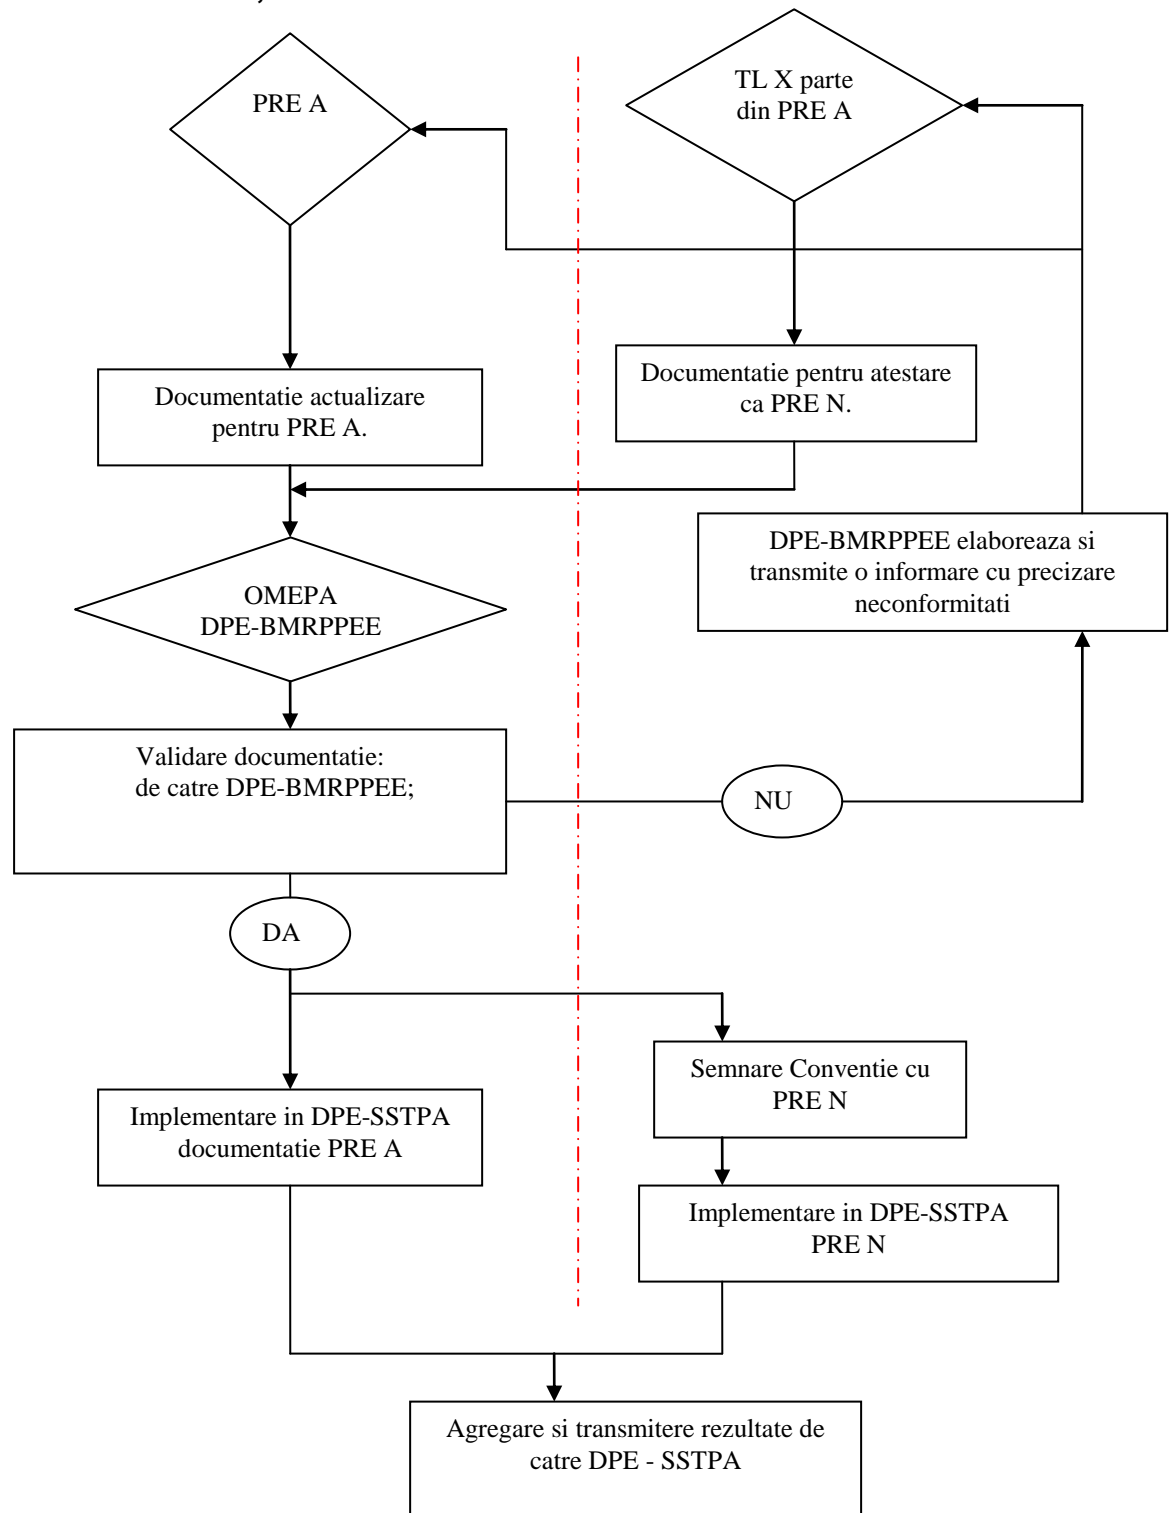 PRE A
TL X parte
din PRE A
Documentatie actualizare
pentru PRE A.
Documentatie pentru atestare
ca PRE N.
DPE-BMRPPEE elaboreaza si
transmite o informare cu precizare
neconformitati
OMEPA
DPE-BMRPPEE
Validare documentatie:
de catre DPE-BMRPPEE;
NU
DA
Semnare Conventie cu
PRE N
Implementare in DPE-SSTPA
documentatie PRE A
Implementare in DPE-SSTPA
PRE N
Agregare si transmitere rezultate de
catre DPE - SSTPA